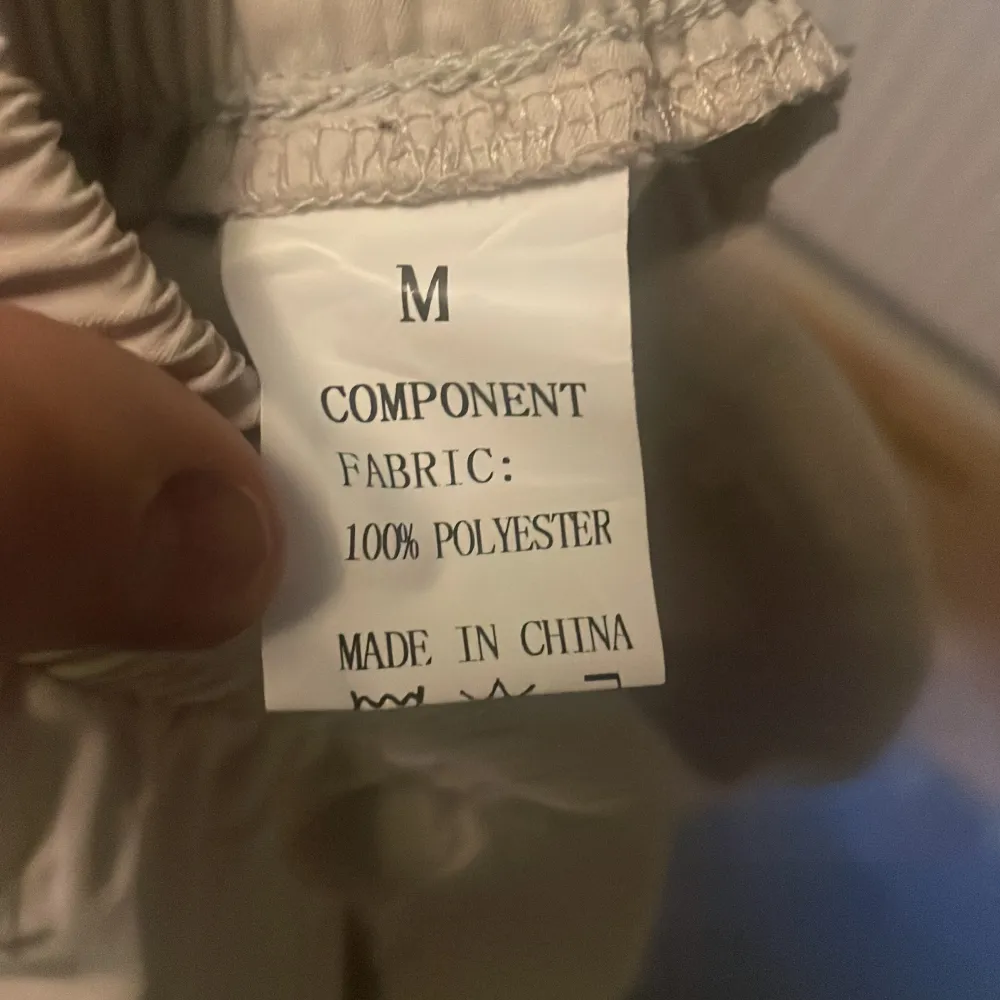 M
COMPONENT
FABRIC:
100% POLYESTER
MADE IN CHINA